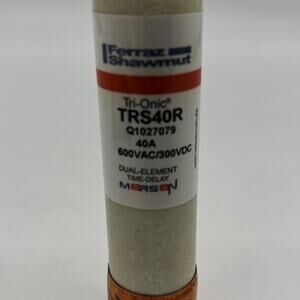 Ferraz
Shawmut
Tri-Onic®
TRS40R
Q1027079
40A
600VAC/300VDC
DUAL-ELEMENT
TIME-DELAY
MERSEN